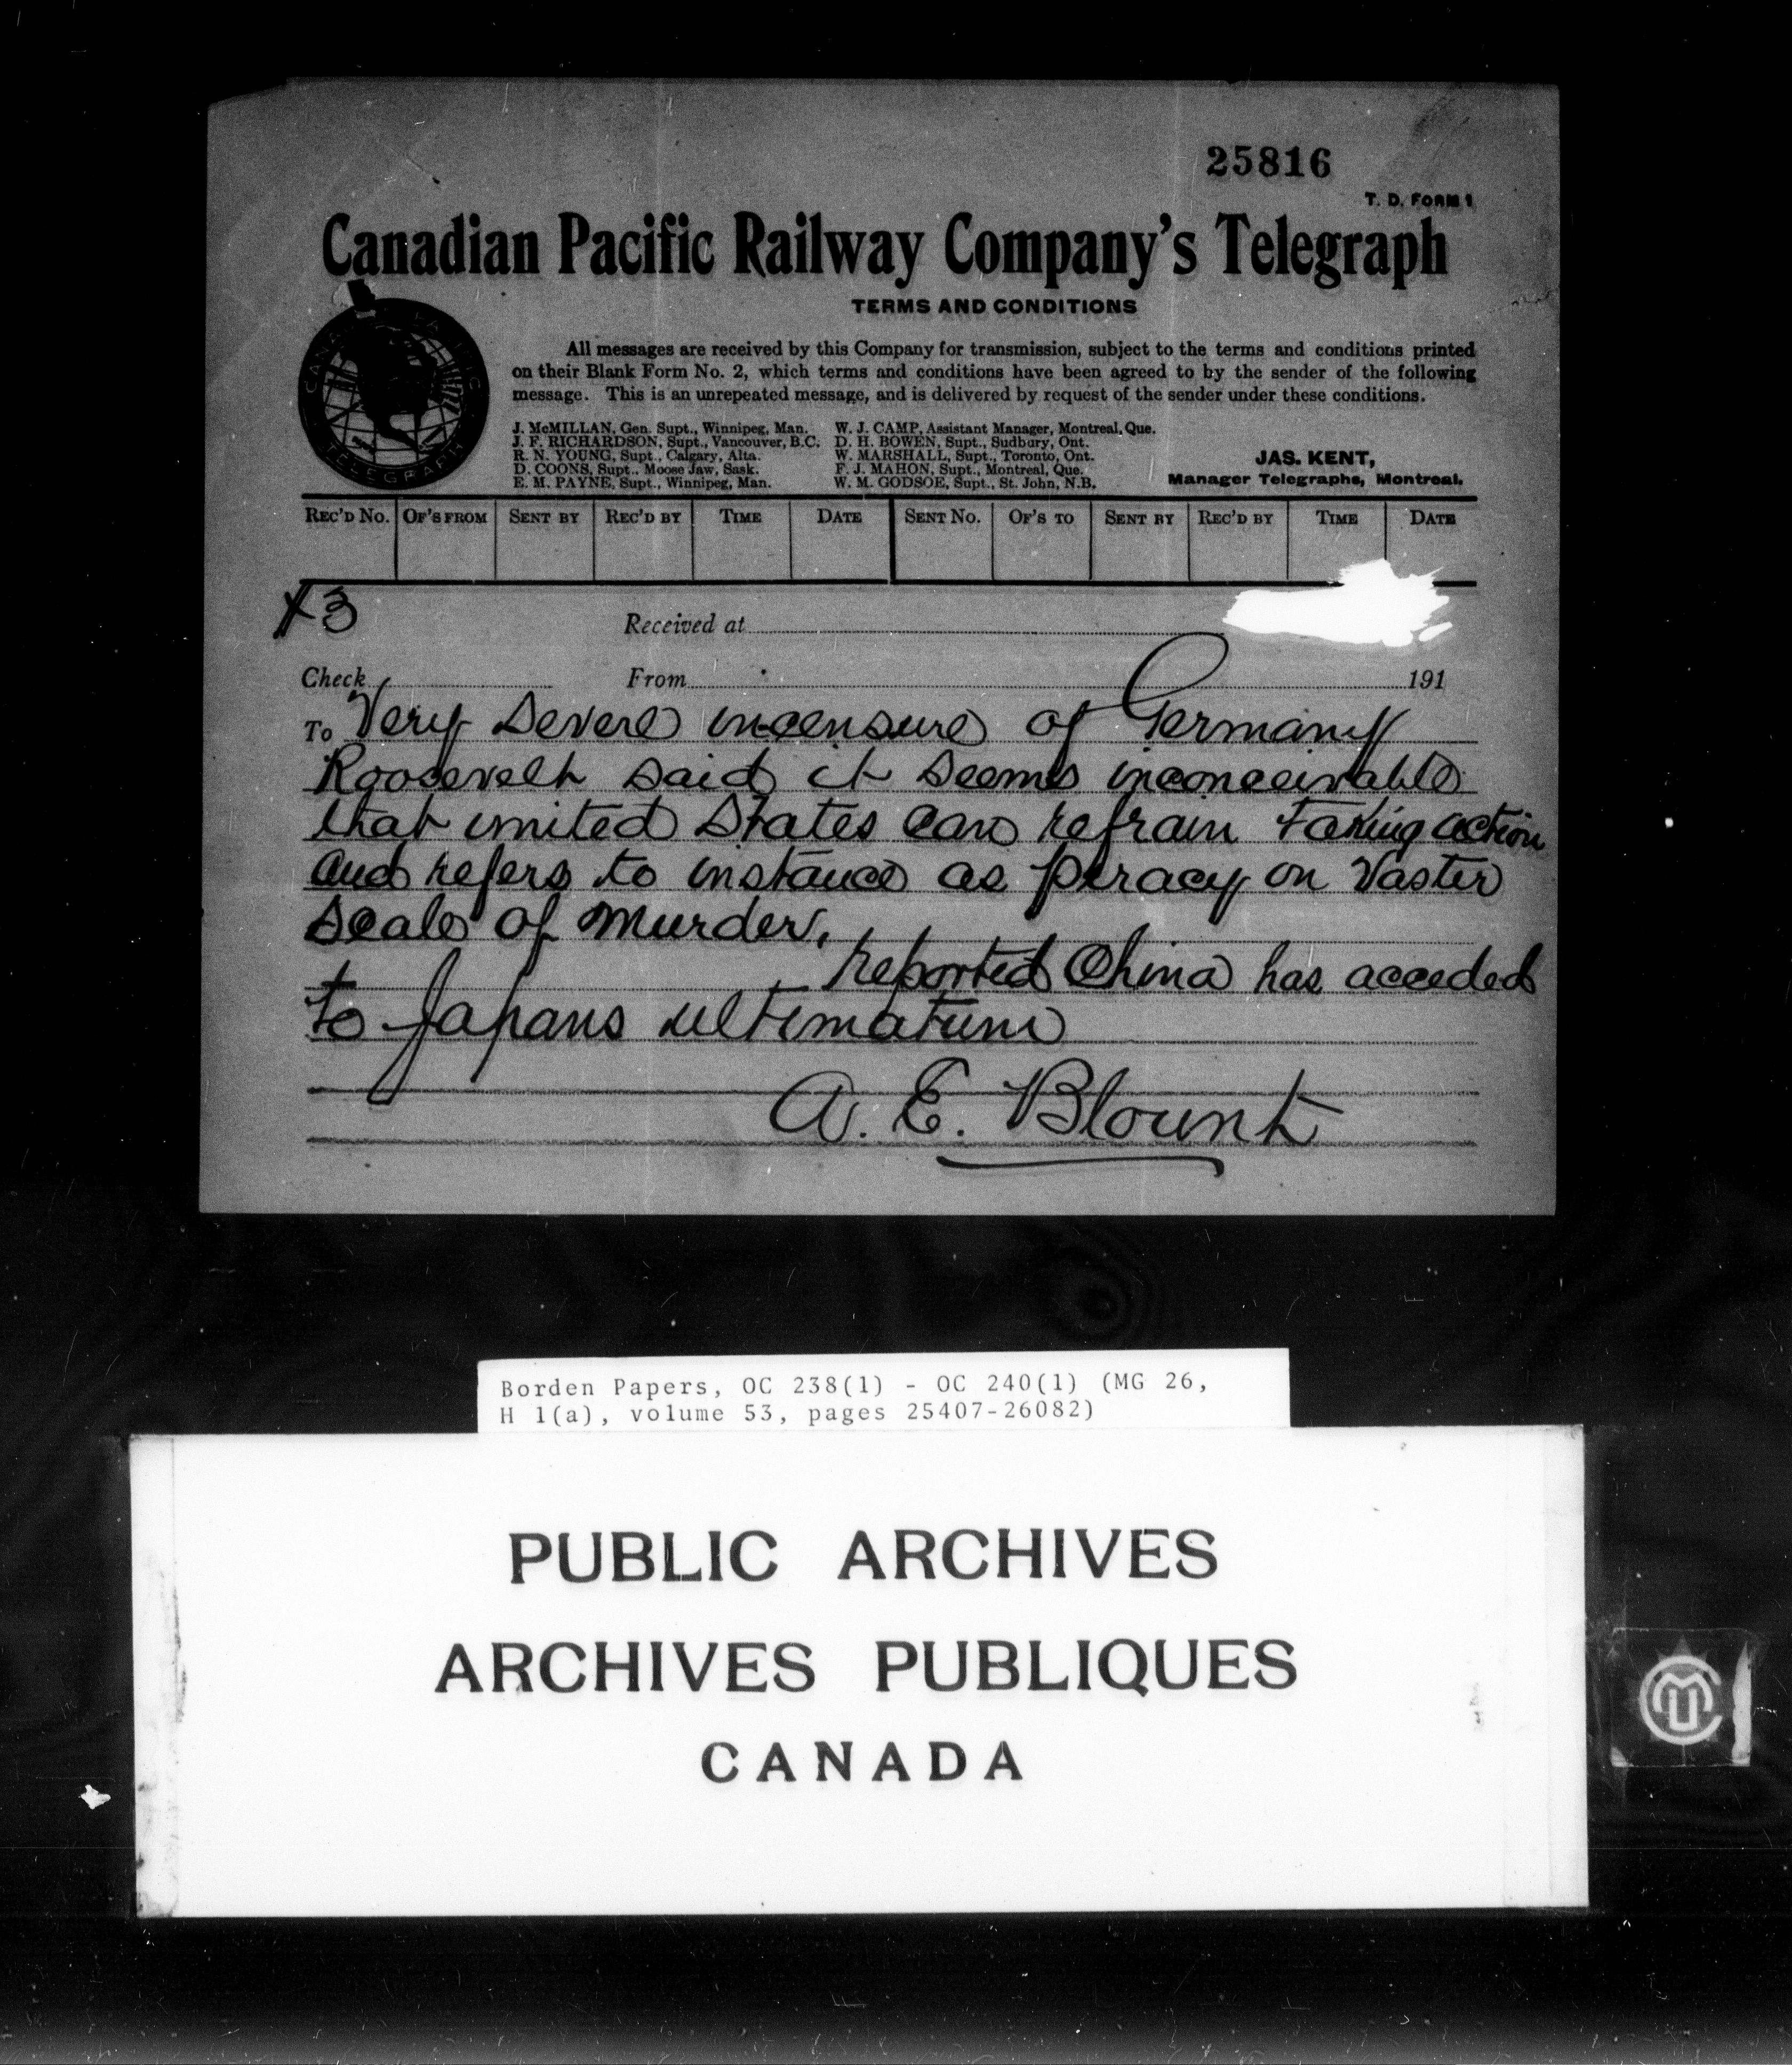 25816
T. D. FORM 1
Canadian Pacific Railway Company's Telegraph
TERMS AND CONDITIONS
All messages are received by this Company for transmission, subject to the terms and conditions printed
on their Blank Form No. 2, which terms and conditions have been agreed to by the sender of the following
message. This is an unrepeated message, and is delivered by request of the sender under these conditions.
J. McMILLAN, Gen. Supt., Winnipeg, Man.
J. F. RICHARDSON, Supt., Vancouver, B.C.
R. N. YOUNG, Supt., Calgary, Alta.
D. COONS, Supt., Moose Jaw, Sask.
E. M. PAYNE, Supt., Winnipeg, Man.
W. J. CAMP, Assistant Manager, Montreal, Que.
D. H. BOWEN, Supt., Sudbury, Ont.
W. MARSHALL, Supt., Toronto, Ont.
F. J. MAHON, Supt., Montreal, Que.
W. M. GODSOE, Supt., St. John, N.B.
JAS. KENT,
Manager Telegraphs, Montreal.
CANADIAN PACIFIC TELEGRAPH
REC'D NO. OF'S FROM SENT BY REC'D BY TIME DATE SENT NO. OF'S TO SENT BY REC'D BY TIME DATE
3
Received at
Check From 191
To Very severe incensure of Germany
Roosevelt said it seems inconceivable
that united States can refrain taking action
and refers to instance as piracy on Vaster
scale of murder.
reported China has acceded
to Japans ultimatum
A. E. Blount
Borden Papers, OC 238(1) - OC 240(1) (MG 26,
H 1(a), volume 53, pages 25407-26082)
PUBLIC ARCHIVES
ARCHIVES PUBLIQUES
CANADA